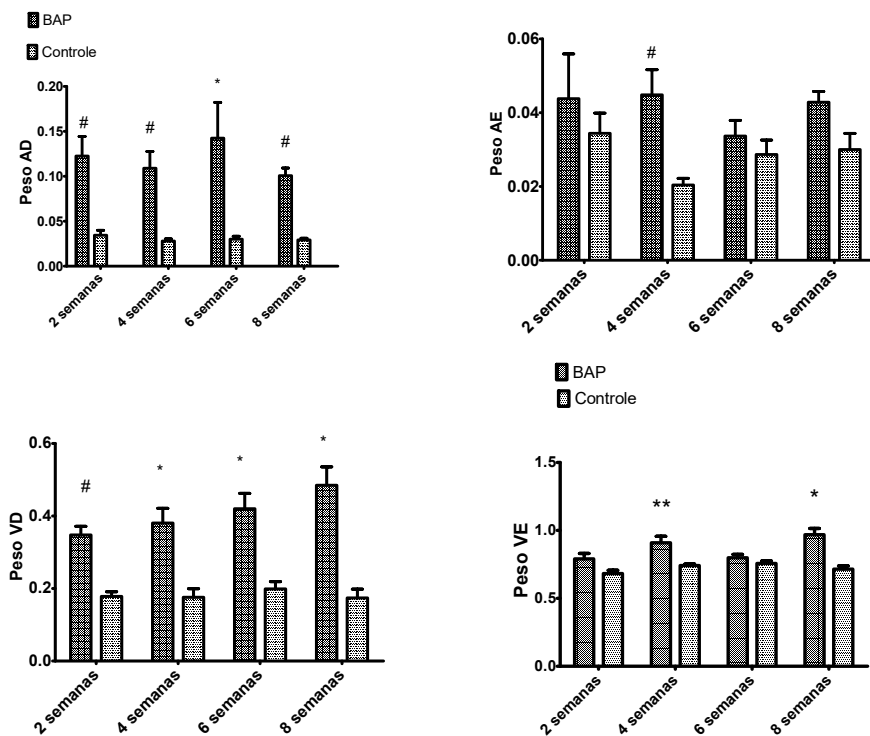 BAP
Controle
Peso AD
0.20
0.15
0.10
0.05
0.00
#
#
*
#
2 semanas
4 semanas
6 semanas
8 semanas
Peso AE
0.06
0.04
0.02
0.00
#
2 semanas
4 semanas
6 semanas
8 semanas
Peso VD
0.6
0.4
0.2
0.0
#
*
*
*
2 semanas
4 semanas
6 semanas
8 semanas
BAP
Controle
Peso VE
1.5
1.0
0.5
0.0
**
*
2 semanas
4 semanas
6 semanas
8 semanas